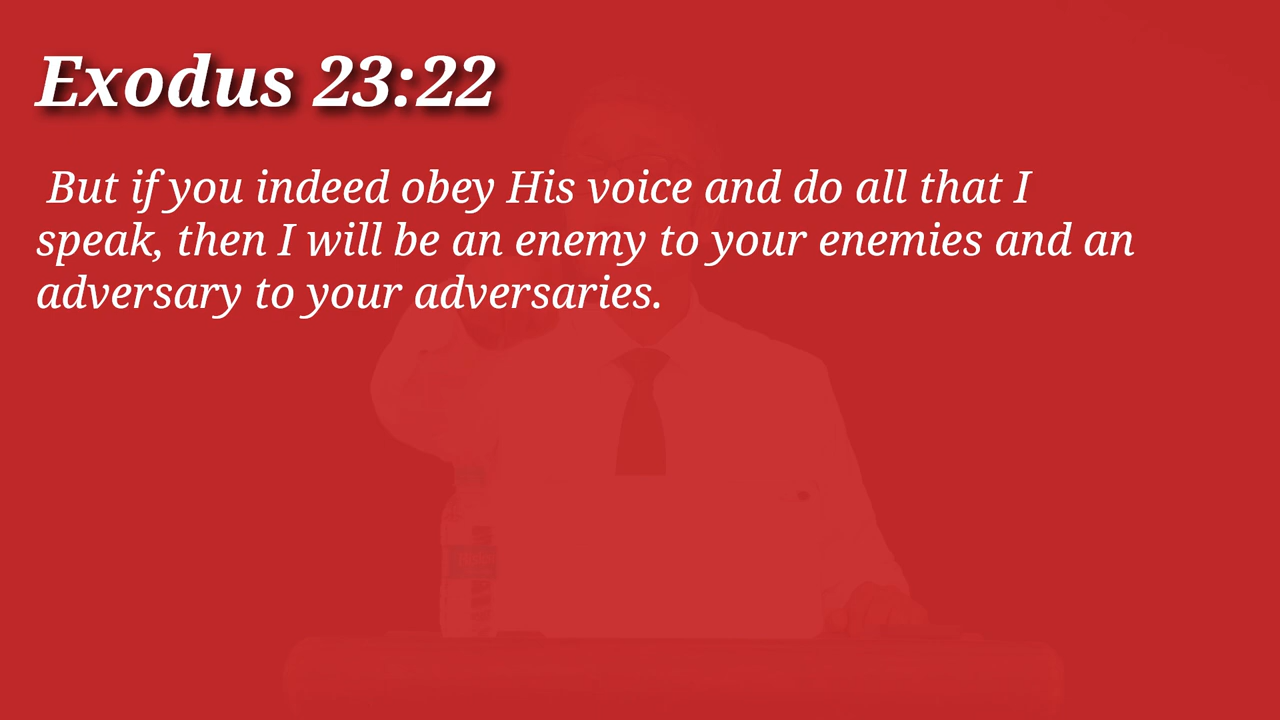 Exodus 23:22
But if you indeed obey His voice and do all that I
speak, then I will be an enemy to your enemies and an
adversary to your adversaries.